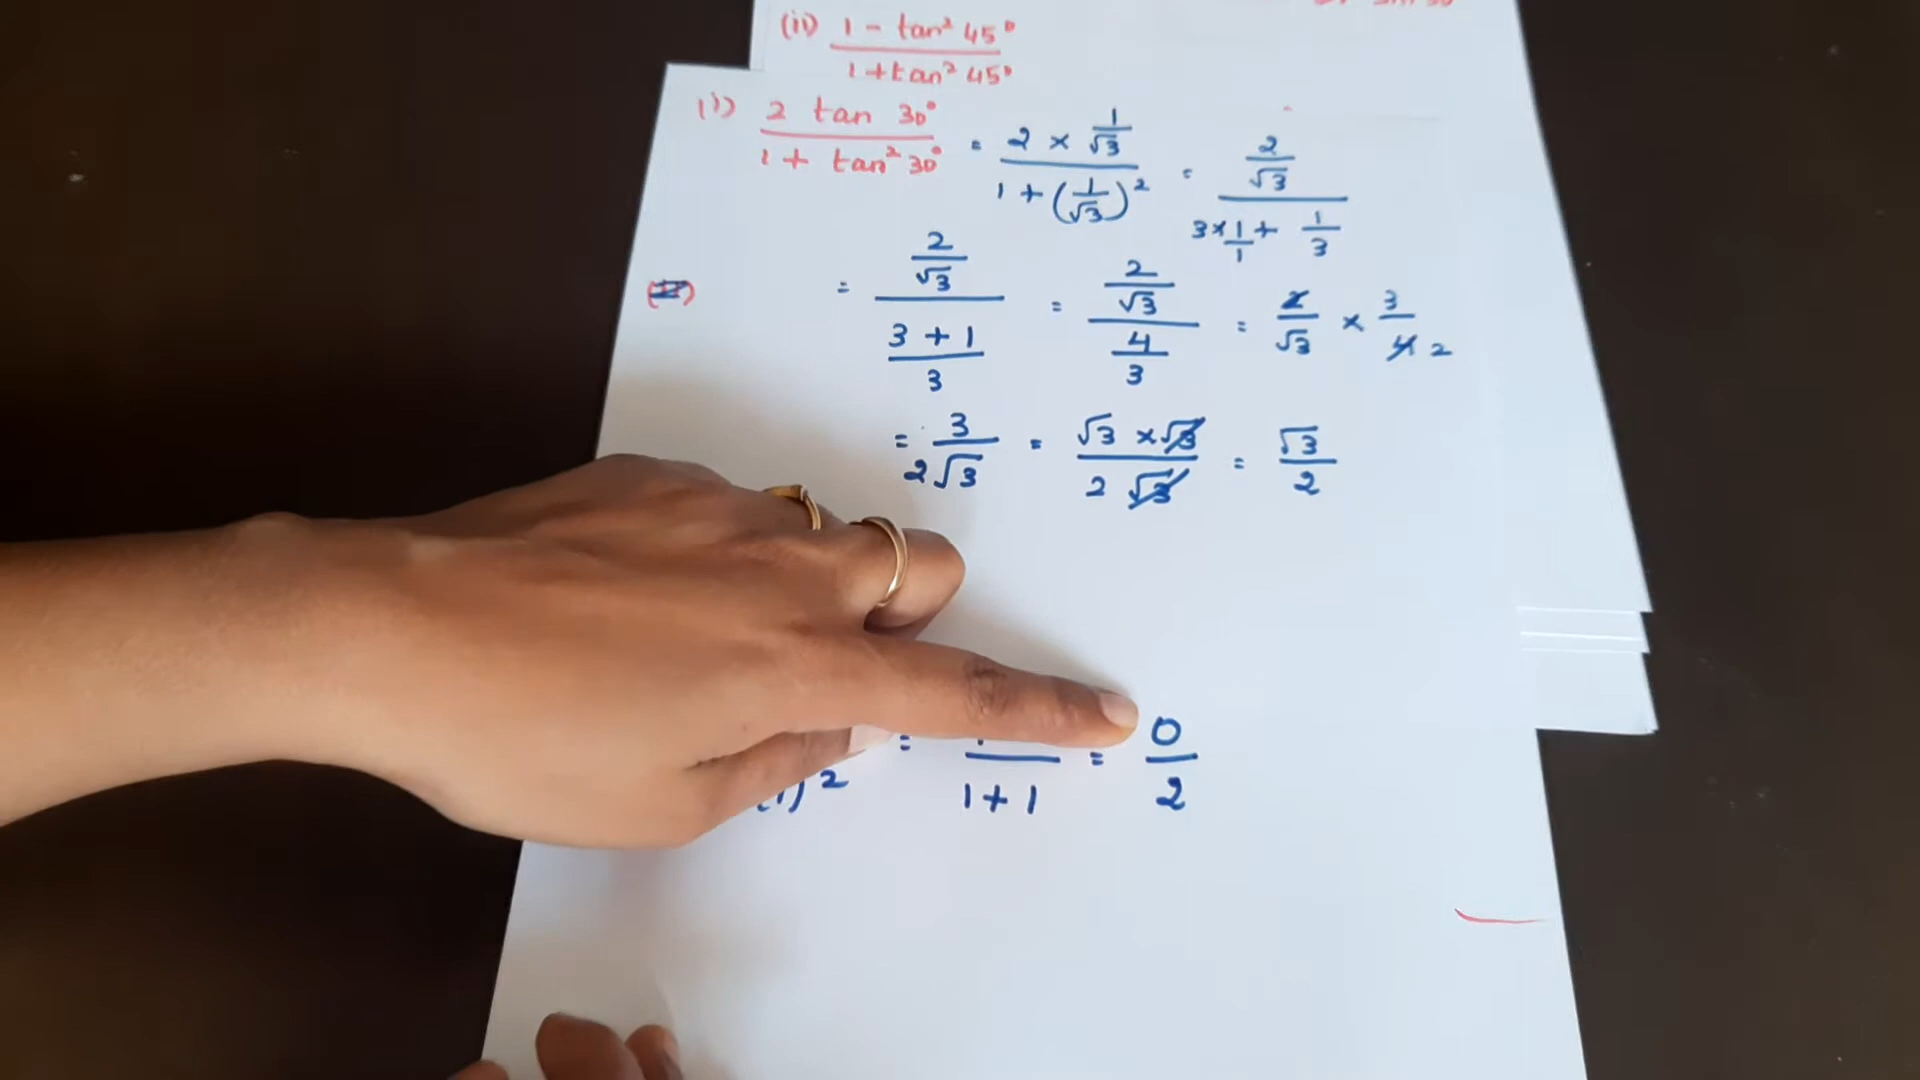 (ii) 1 - tan² 45° / 1 + tan² 45°
(i) 2 tan 30° / 1 + tan² 30° = 2 × 1/√3 / 1 + (1/√3)² = 2/√3 / 3×1/1 + 1/3
= 2/√3 / 3+1/3 = 2/√3 / 4/3 = 2/√3 × 3/4 2
= 3/2√3 = √3 × √3 / 2 √3 = √3/2
(1)² = / 1+1 = 0/2